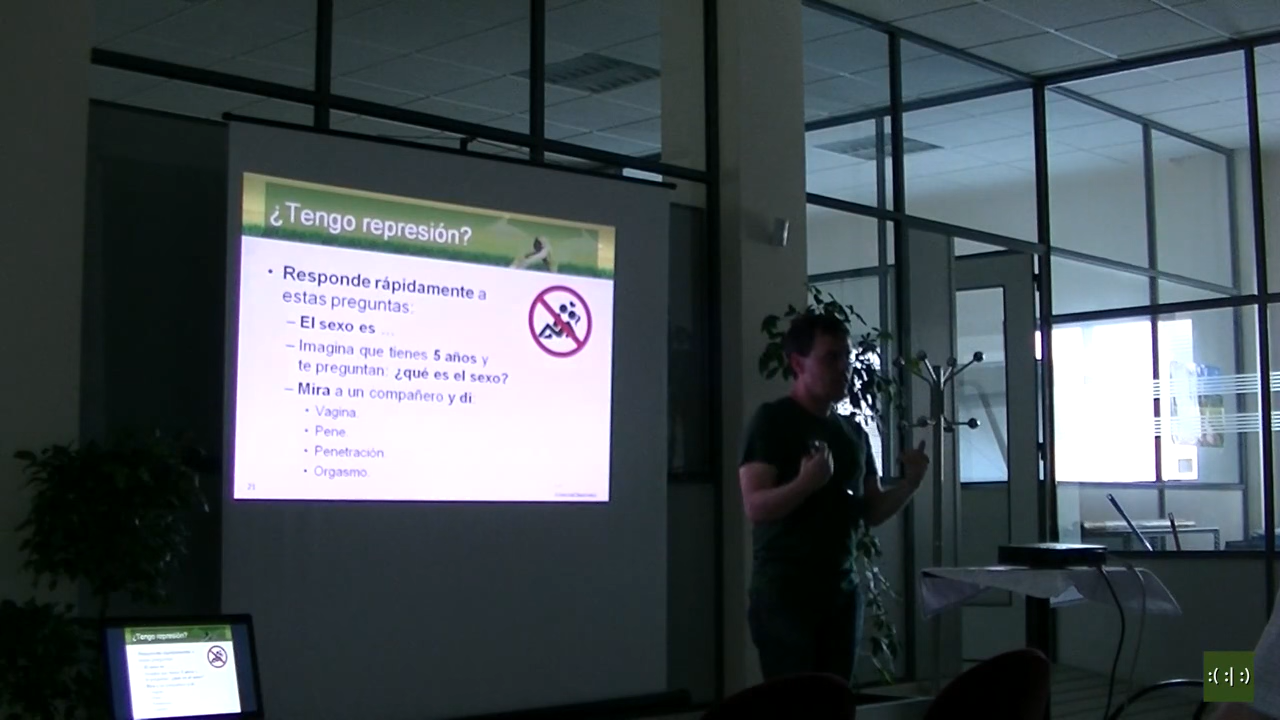 ¿Tengo represión?
• Responde rápidamente a
estas preguntas:
– El sexo es ...
– Imagina que tienes 5 años y
te preguntan: ¿qué es el sexo?
– Mira a un compañero y di
• Vagina.
• Pene.
• Penetración.
• Orgasmo.
21
¿Tengo represión?
:( :| :)